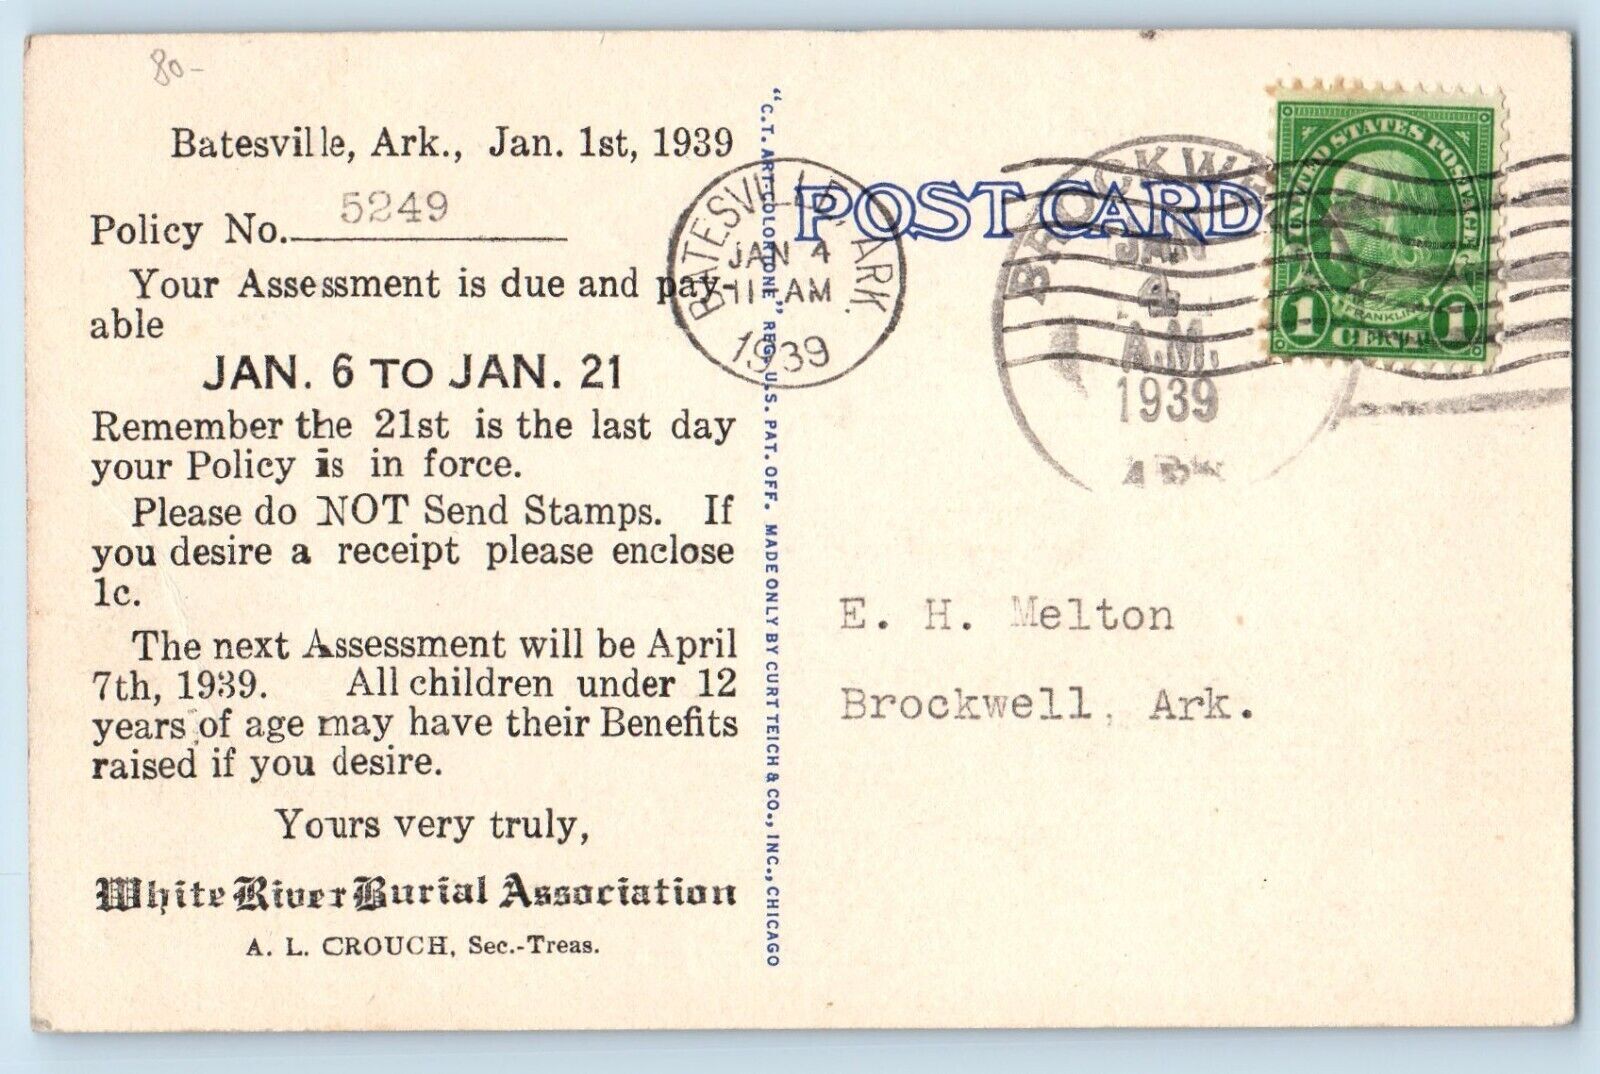 80-
Batesville, Ark., Jan. 1st, 1939
Policy No. 5249
Your Assessment is due and pay-
able
JAN. 6 TO JAN. 21
Remember the 21st is the last day
your Policy is in force.
Please do NOT Send Stamps. If
you desire a receipt please enclose
1c.
The next Assessment will be April
7th, 1939. All children under 12
years of age may have their Benefits
raised if you desire.
Yours very truly,
White River Burial Association
A. L. CROUCH, Sec.-Treas.
"C.T. ART-COLORTONE" REG. U.S. PAT. OFF. MADE ONLY BY CURT TEICH & CO., INC., CHICAGO
BATESVILLE, ARK.
JAN 4
11 AM
1939
POST CARD
JAN
4
A.M.
1939
ARK
UNITED STATES POSTAGE
FRANKLIN
1 1
E. H. Melton
Brockwell, Ark.